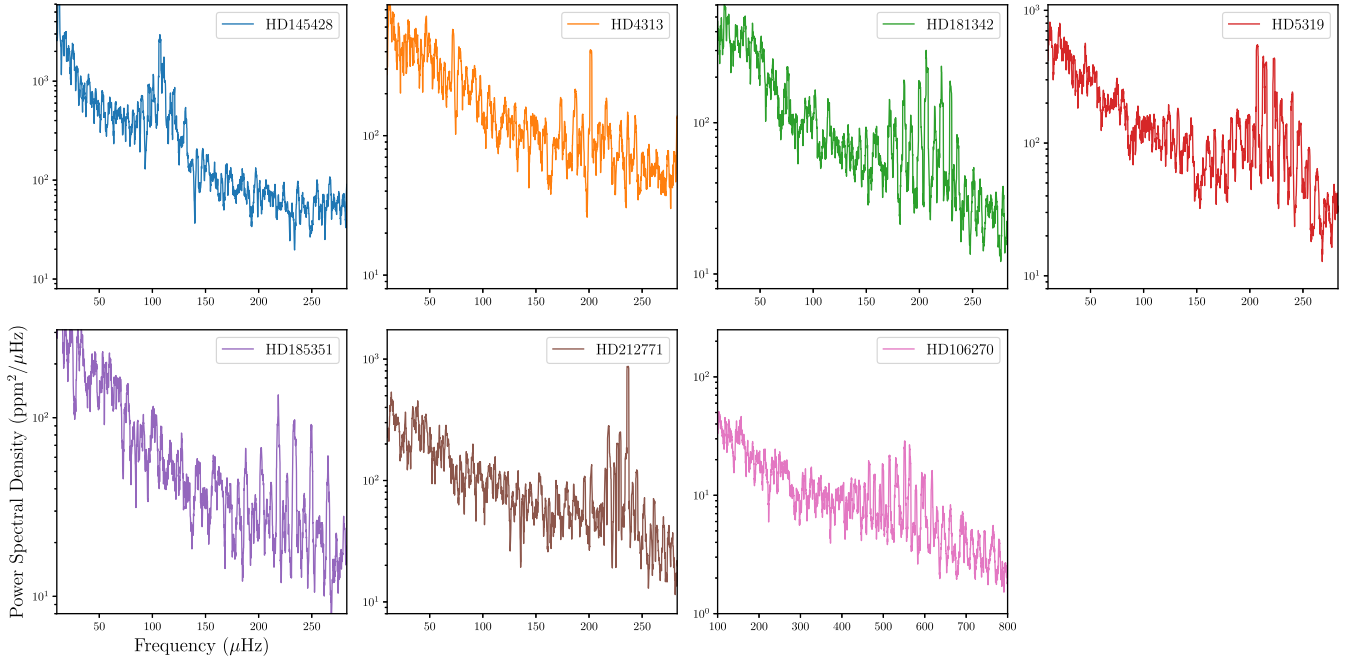 HD145428
HD4313
HD181342
HD5319
10³
10²
10¹
10²
10¹
10²
10¹
10³
10²
10¹
50 100 150 200 250
50 100 150 200 250
50 100 150 200 250
50 100 150 200 250
HD185351
HD212771
HD106270
10²
10¹
10³
10²
10¹
10²
10¹
10⁰
50 100 150 200 250
50 100 150 200 250
100 200 300 400 500 600 700 800
Power Spectral Density (ppm²/μHz)
Frequency (μHz)